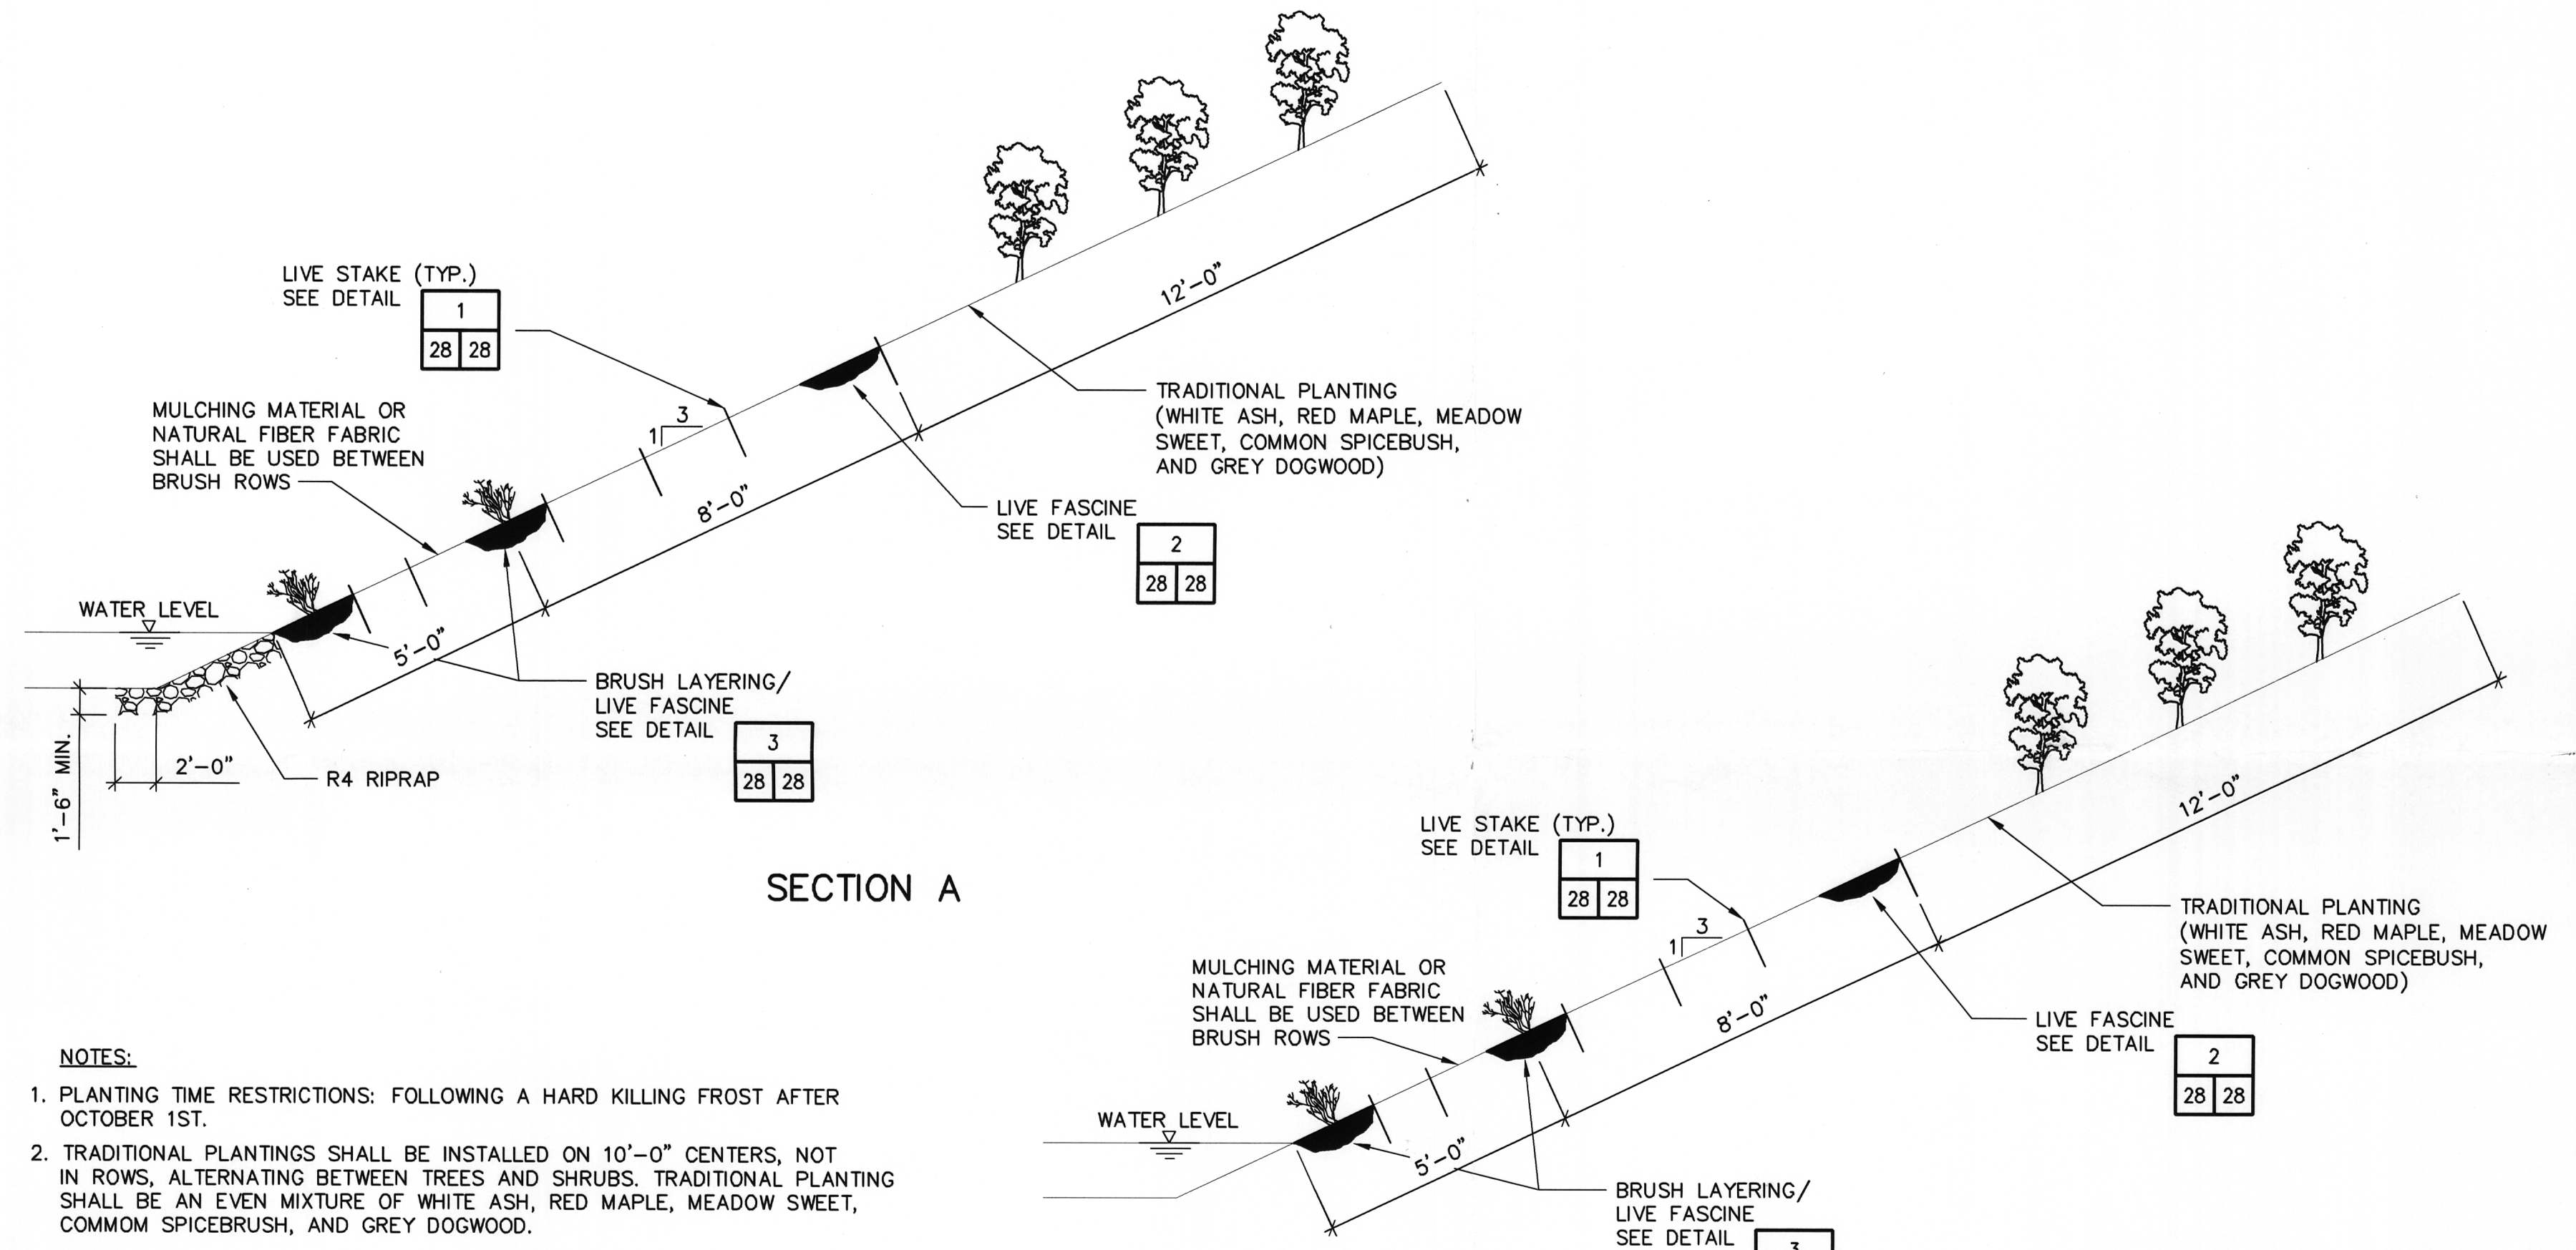 LIVE STAKE (TYP.)
SEE DETAIL
1
28 28
MULCHING MATERIAL OR
NATURAL FIBER FABRIC
SHALL BE USED BETWEEN
BRUSH ROWS
1 3
12'-0"
8'-0"
5'-0"
TRADITIONAL PLANTING
(WHITE ASH, RED MAPLE, MEADOW
SWEET, COMMON SPICEBUSH,
AND GREY DOGWOOD)
LIVE FASCINE
SEE DETAIL
2
28 28
WATER LEVEL
BRUSH LAYERING/
LIVE FASCINE
SEE DETAIL
3
28 28
1'-6" MIN.
2'-0"
R4 RIPRAP
SECTION A
LIVE STAKE (TYP.)
SEE DETAIL
1
28 28
MULCHING MATERIAL OR
NATURAL FIBER FABRIC
SHALL BE USED BETWEEN
BRUSH ROWS
1 3
12'-0"
8'-0"
5'-0"
TRADITIONAL PLANTING
(WHITE ASH, RED MAPLE, MEADOW
SWEET, COMMON SPICEBUSH,
AND GREY DOGWOOD)
LIVE FASCINE
SEE DETAIL
2
28 28
WATER LEVEL
BRUSH LAYERING/
LIVE FASCINE
SEE DETAIL
3
NOTES:
1. PLANTING TIME RESTRICTIONS: FOLLOWING A HARD KILLING FROST AFTER
OCTOBER 1ST.
2. TRADITIONAL PLANTINGS SHALL BE INSTALLED ON 10'-0" CENTERS, NOT
IN ROWS, ALTERNATING BETWEEN TREES AND SHRUBS. TRADITIONAL PLANTING
SHALL BE AN EVEN MIXTURE OF WHITE ASH, RED MAPLE, MEADOW SWEET,
COMMOM SPICEBRUSH, AND GREY DOGWOOD.